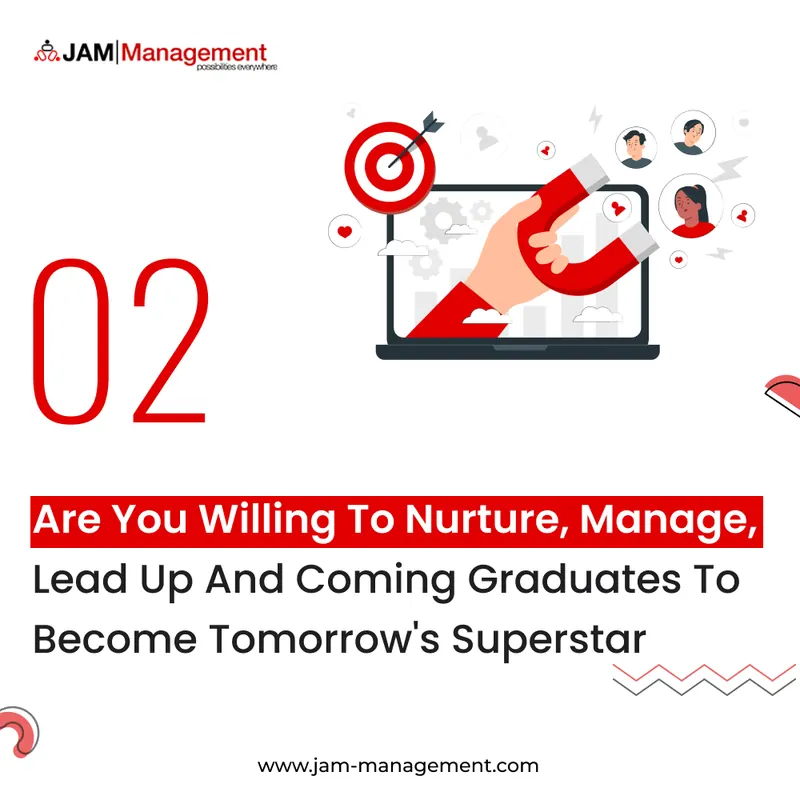 JAM|Management
possibilities everywhere
02
Are You Willing To Nurture, Manage,
Lead Up And Coming Graduates To
Become Tomorrow's Superstar
www.jam-management.com